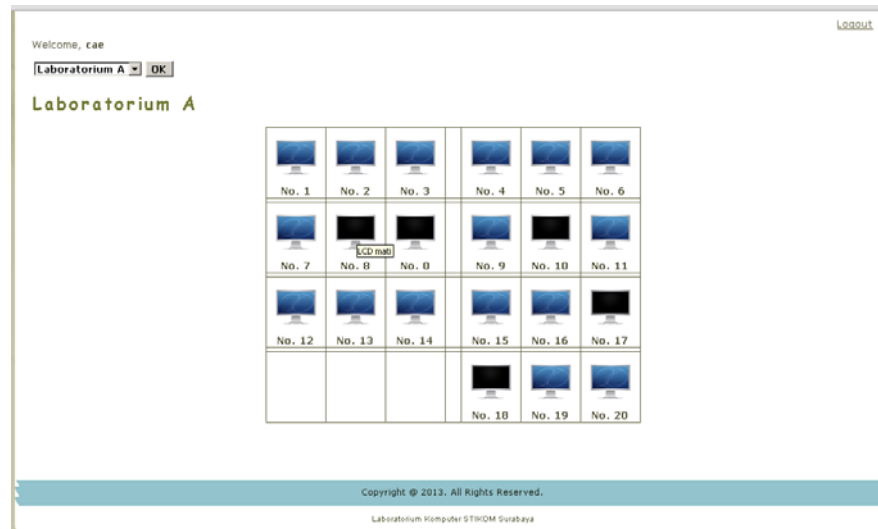 Logout
Welcome, cae
Laboratorium A OK
Laboratorium A
No. 1 No. 2 No. 3 No. 4 No. 5 No. 6
LCD mati
No. 7 No. 8 No. 0 No. 9 No. 10 No. 11
No. 12 No. 13 No. 14 No. 15 No. 16 No. 17
No. 18 No. 19 No. 20
Copyright @ 2013. All Rights Reserved.
Laboratorium Komputer STIKOM Surabaya